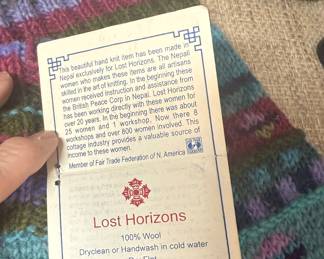 This beautiful hand knit item has been made in
Nepal exclusively for Lost Horizons. The Nepali
women who makes these items are all artisans
skilled in the art of knitting. In the beginning these
women received instruction and assistance from
the British Peace Corp in Nepal. Lost Horizons
has been working directly with these women for
over 20 years. In the beginning there was about
25 women and 1 workshop. Now there 8
workshops and over 800 women involved. This
cottage industry provides a valuable source of
income to these women.
Member of Fair Trade Federation of N. America
Lost Horizons
100% Wool
Dryclean or Handwash in cold water
Dry Flat